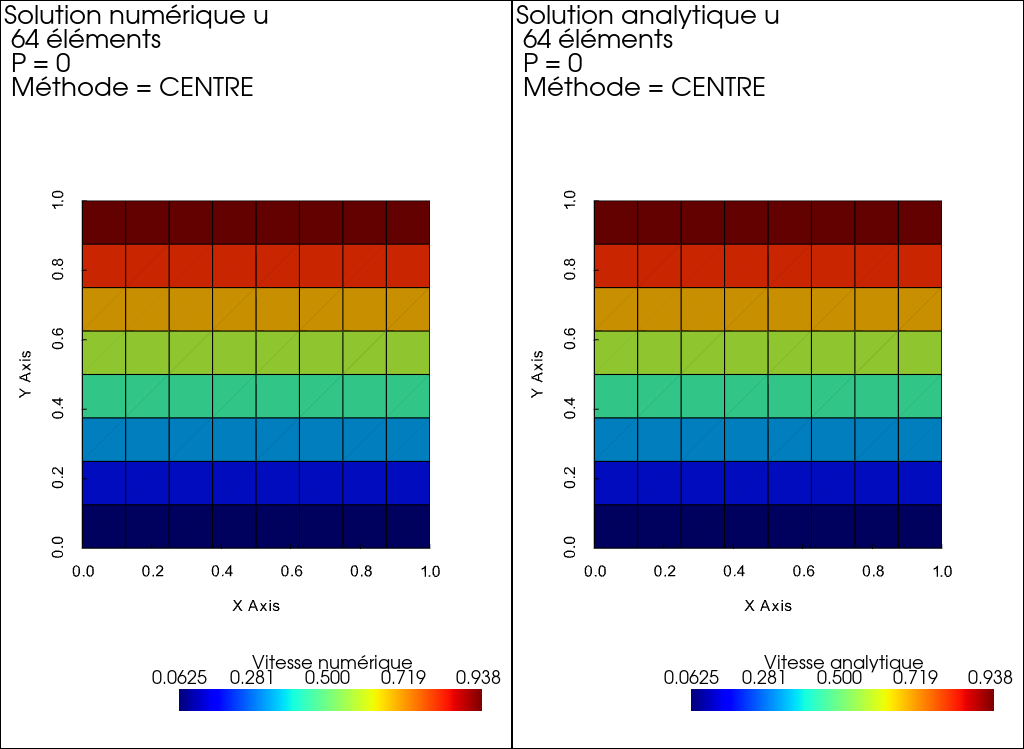 Solution numérique u
64 éléments
P = 0
Méthode = CENTRE
1.0
0.8
0.6
0.4
0.2
0.0
Y Axis
0.0 0.2 0.4 0.6 0.8 1.0
X Axis
Vitesse numérique
0.0625 0.281 0.500 0.719 0.938
Solution analytique u
64 éléments
P = 0
Méthode = CENTRE
1.0
0.8
0.6
0.4
0.2
0.0
Y Axis
0.0 0.2 0.4 0.6 0.8 1.0
X Axis
Vitesse analytique
0.0625 0.281 0.500 0.719 0.938